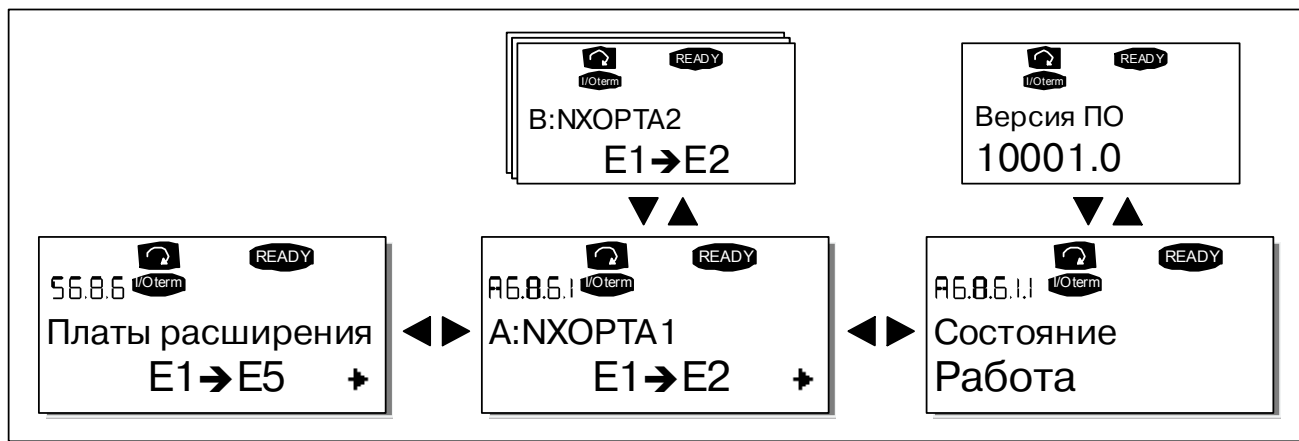 READY
I/Oterm
B:NXOPTA2
E1➔E2
READY
I/Oterm
Версия ПО
10001.0
READY
S6.8.6 I/Oterm
Платы расширения
E1➔E5
READY
A6.8.6.1 I/Oterm
A:NXOPTA1
E1➔E2
READY
A6.8.6.1.1 I/Oterm
Состояние
Работа